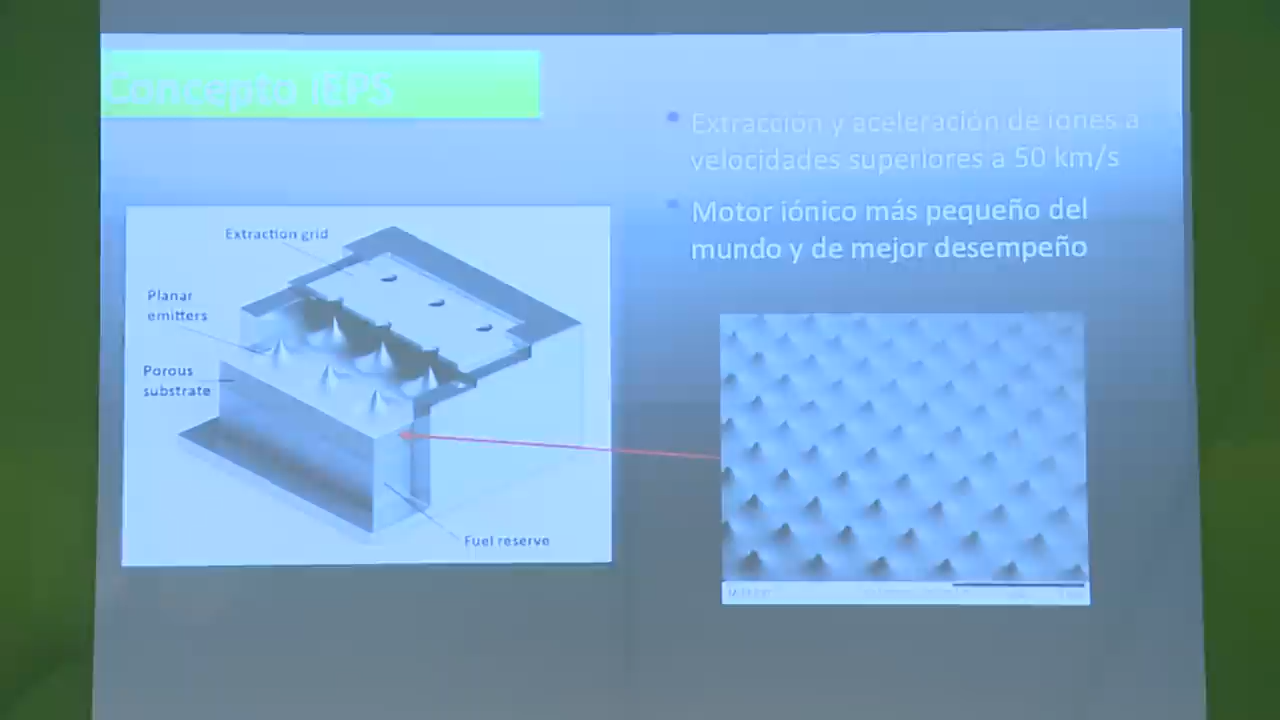 Concepto iEPS
Extracción y aceleración de iones a
velocidades superiores a 50 km/s
Motor iónico más pequeño del
mundo y de mejor desempeño
Extraction grid
Planar
emitters
Porous
substrate
Fuel reserve